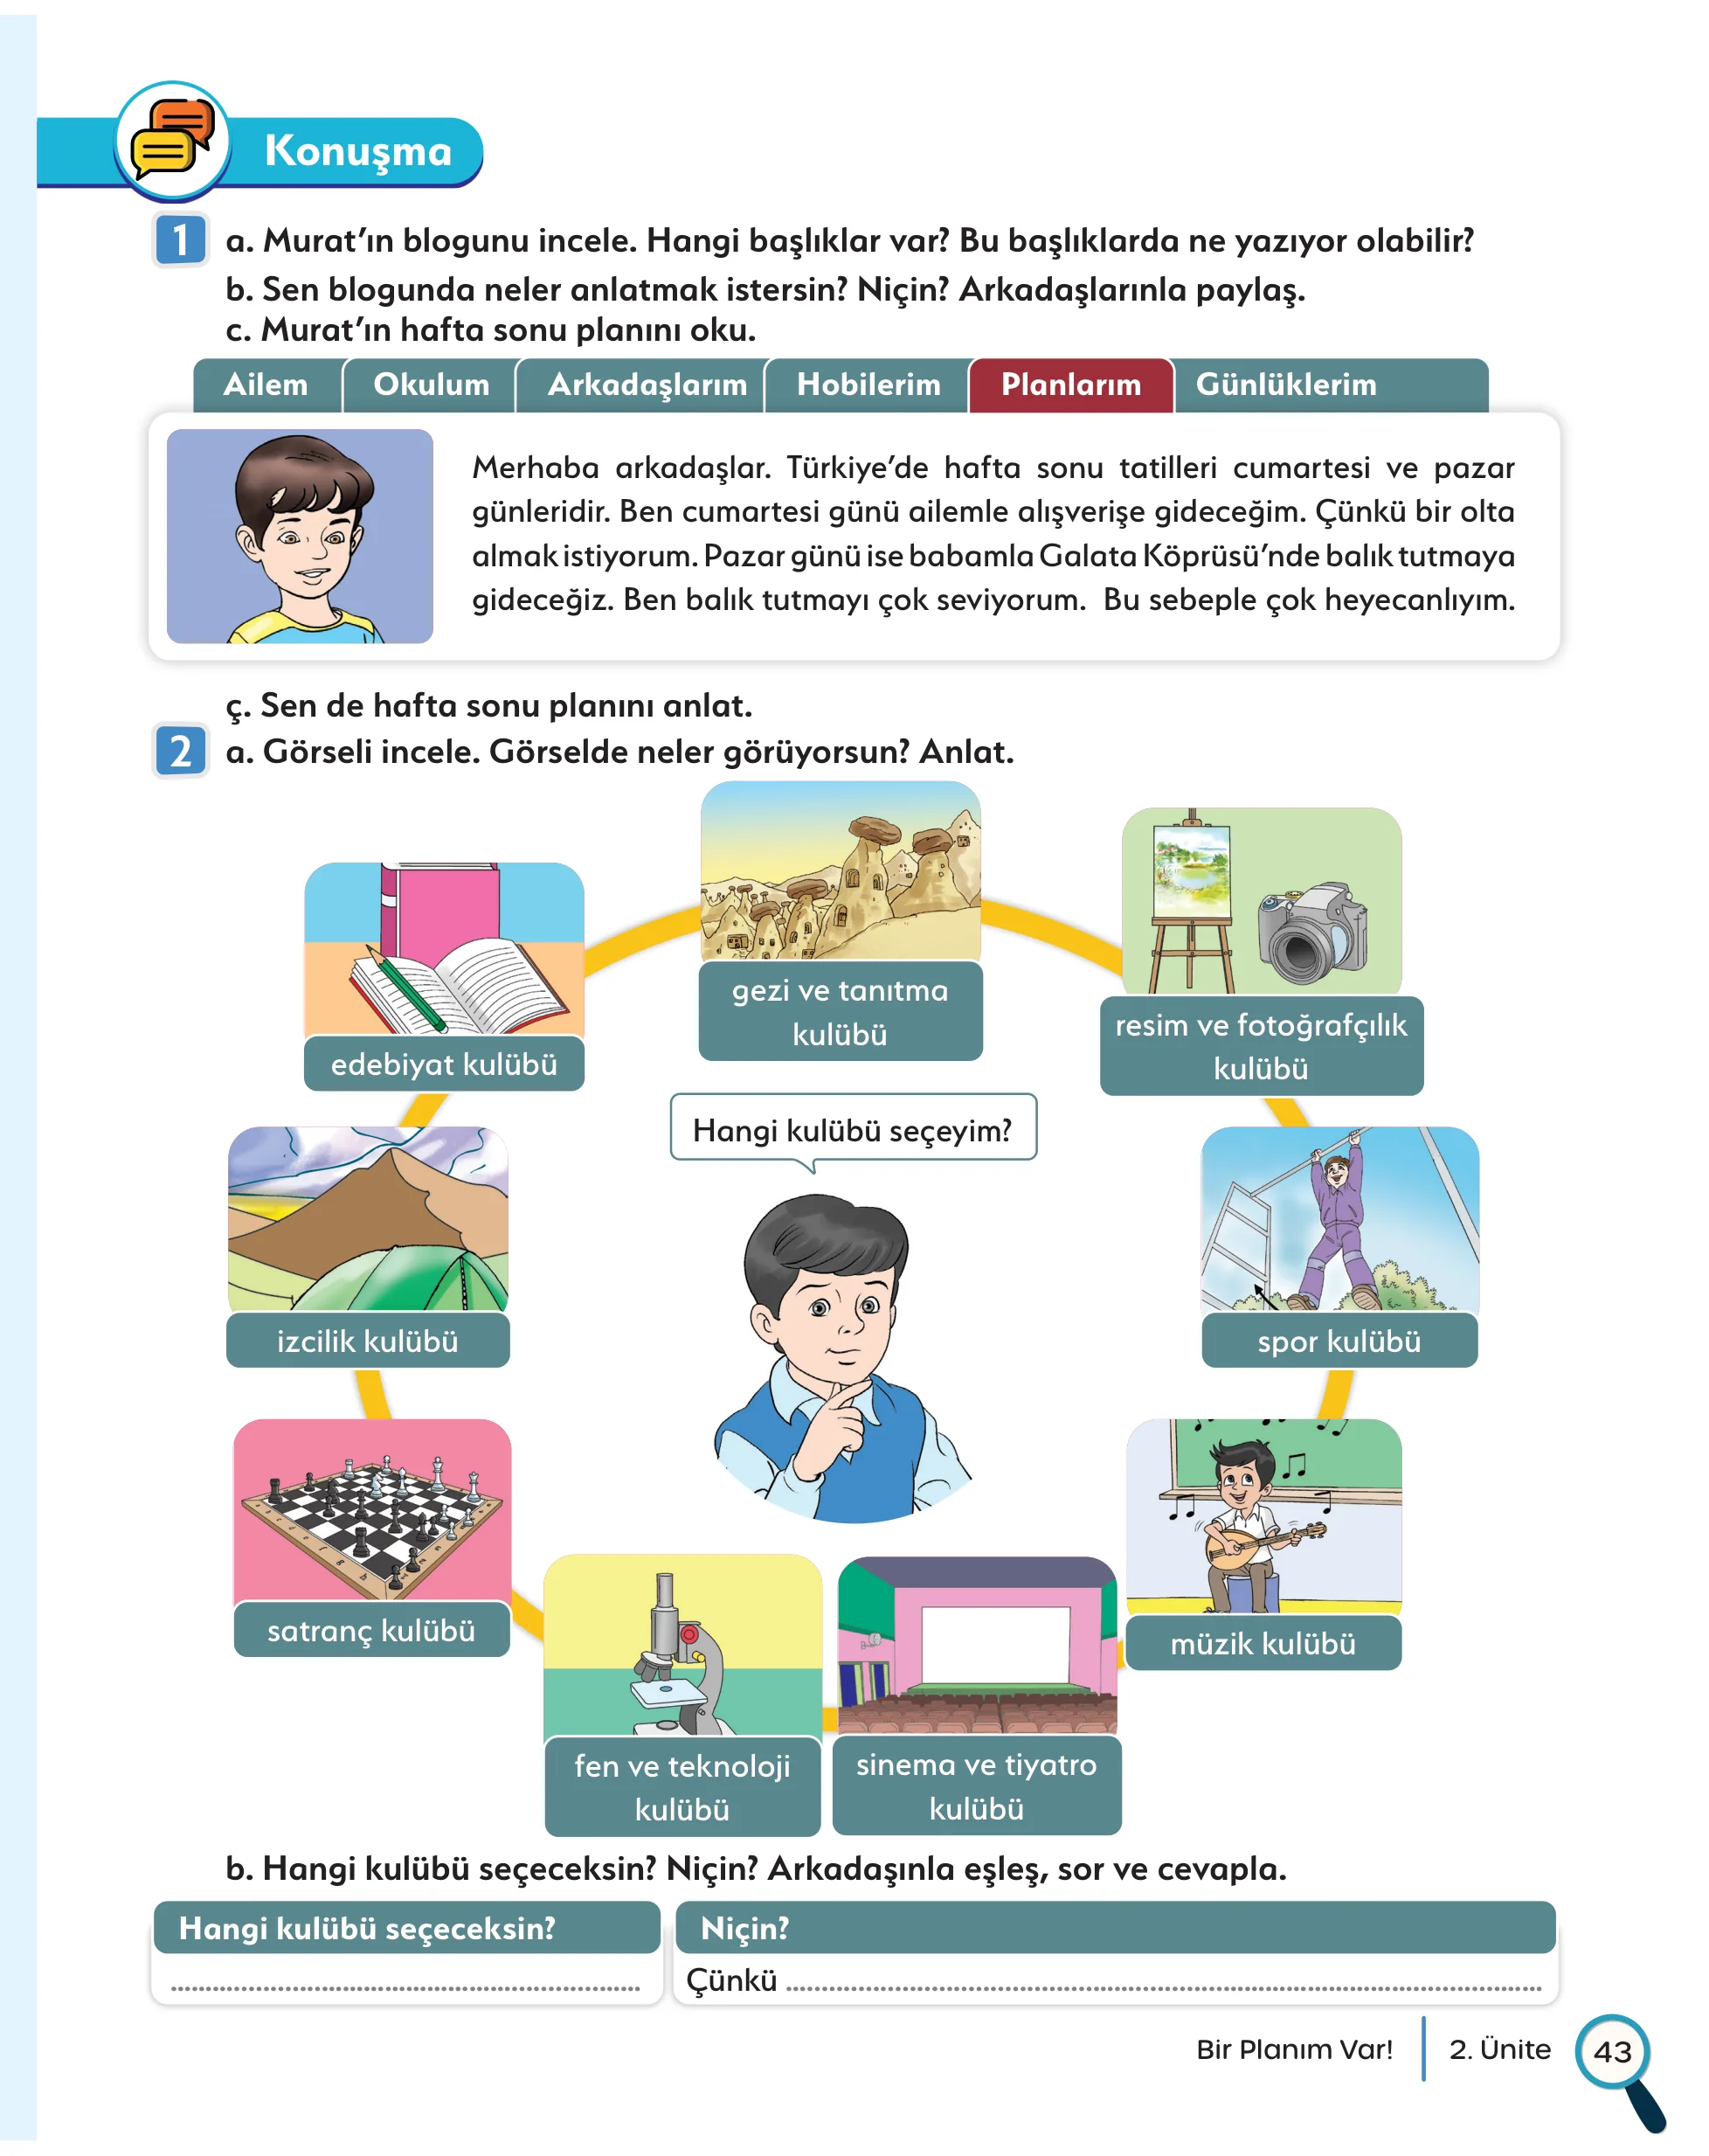 Konuşma
1 a. Murat’ın blogunu incele. Hangi başlıklar var? Bu başlıklarda ne yazıyor olabilir?
b. Sen blogunda neler anlatmak istersin? Niçin? Arkadaşlarınla paylaş.
c. Murat’ın hafta sonu planını oku.
Ailem Okulum Arkadaşlarım Hobilerim Planlarım Günlüklerim
Merhaba arkadaşlar. Türkiye’de hafta sonu tatilleri cumartesi ve pazar
günleridir. Ben cumartesi günü ailemle alışverişe gideceğim. Çünkü bir olta
almak istiyorum. Pazar günü ise babamla Galata Köprüsü’nde balık tutmaya
gideceğiz. Ben balık tutmayı çok seviyorum. Bu sebeple çok heyecanlıyım.
ç. Sen de hafta sonu planını anlat.
2 a. Görseli incele. Görselde neler görüyorsun? Anlat.
gezi ve tanıtma
kulübü
resim ve fotoğrafçılık
kulübü
edebiyat kulübü
Hangi kulübü seçeyim?
izcilik kulübü
spor kulübü
satranç kulübü
müzik kulübü
fen ve teknoloji
kulübü
sinema ve tiyatro
kulübü
b. Hangi kulübü seçeceksin? Niçin? Arkadaşınla eşleş, sor ve cevapla.
Hangi kulübü seçeceksin? Niçin?
Çünkü
Bir Planım Var! 2. Ünite 43